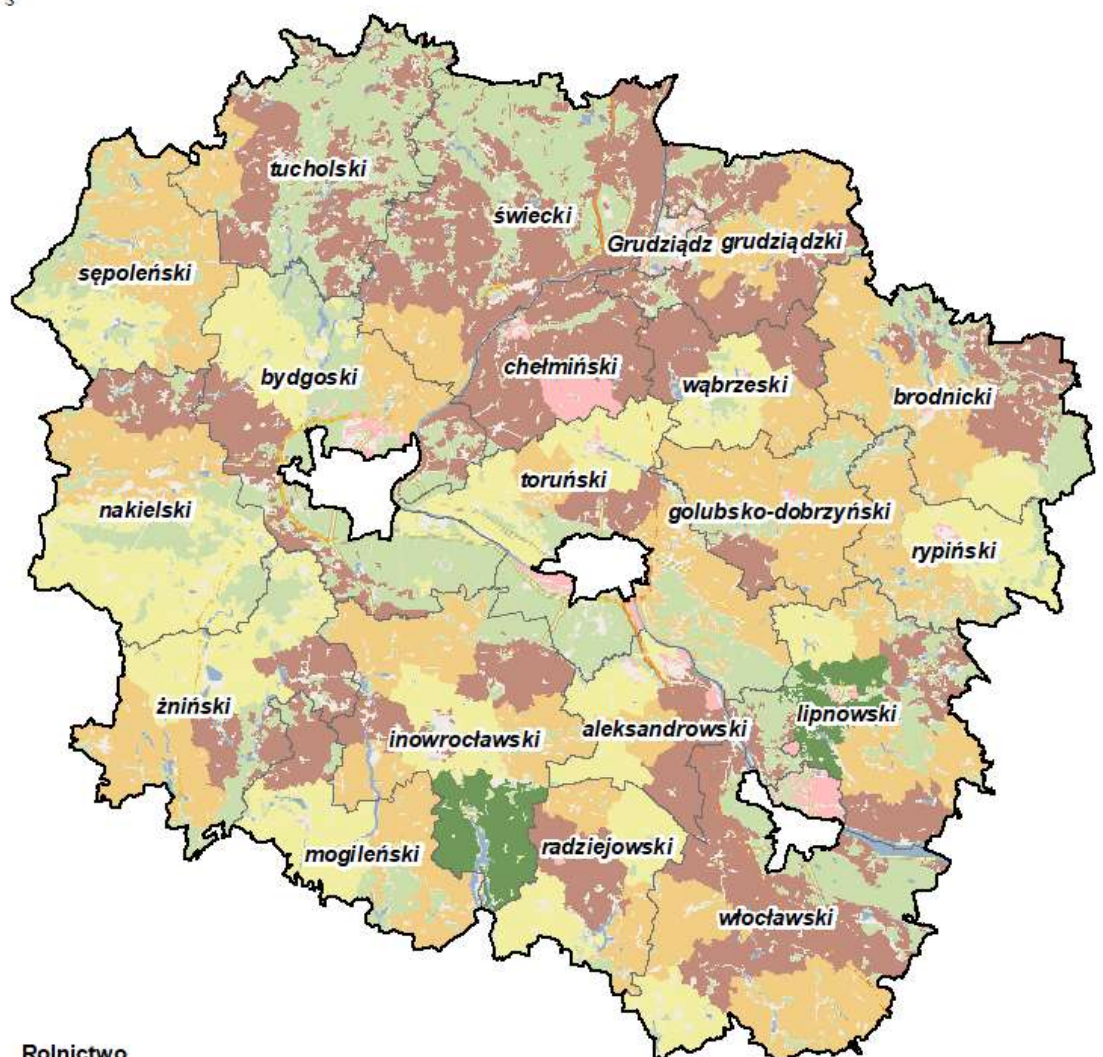 tucholski
świecki
Grudziądz grudziądzki
sępoleński
chełmiński
bydgoski
wąbrzeski
brodnicki
toruński
nakielski
golubsko-dobrzyński
rypiński
żniński
lipnowski
aleksandrowski
inowrocławski
radziejowski
mogileński
włocławski
Rolnictwo